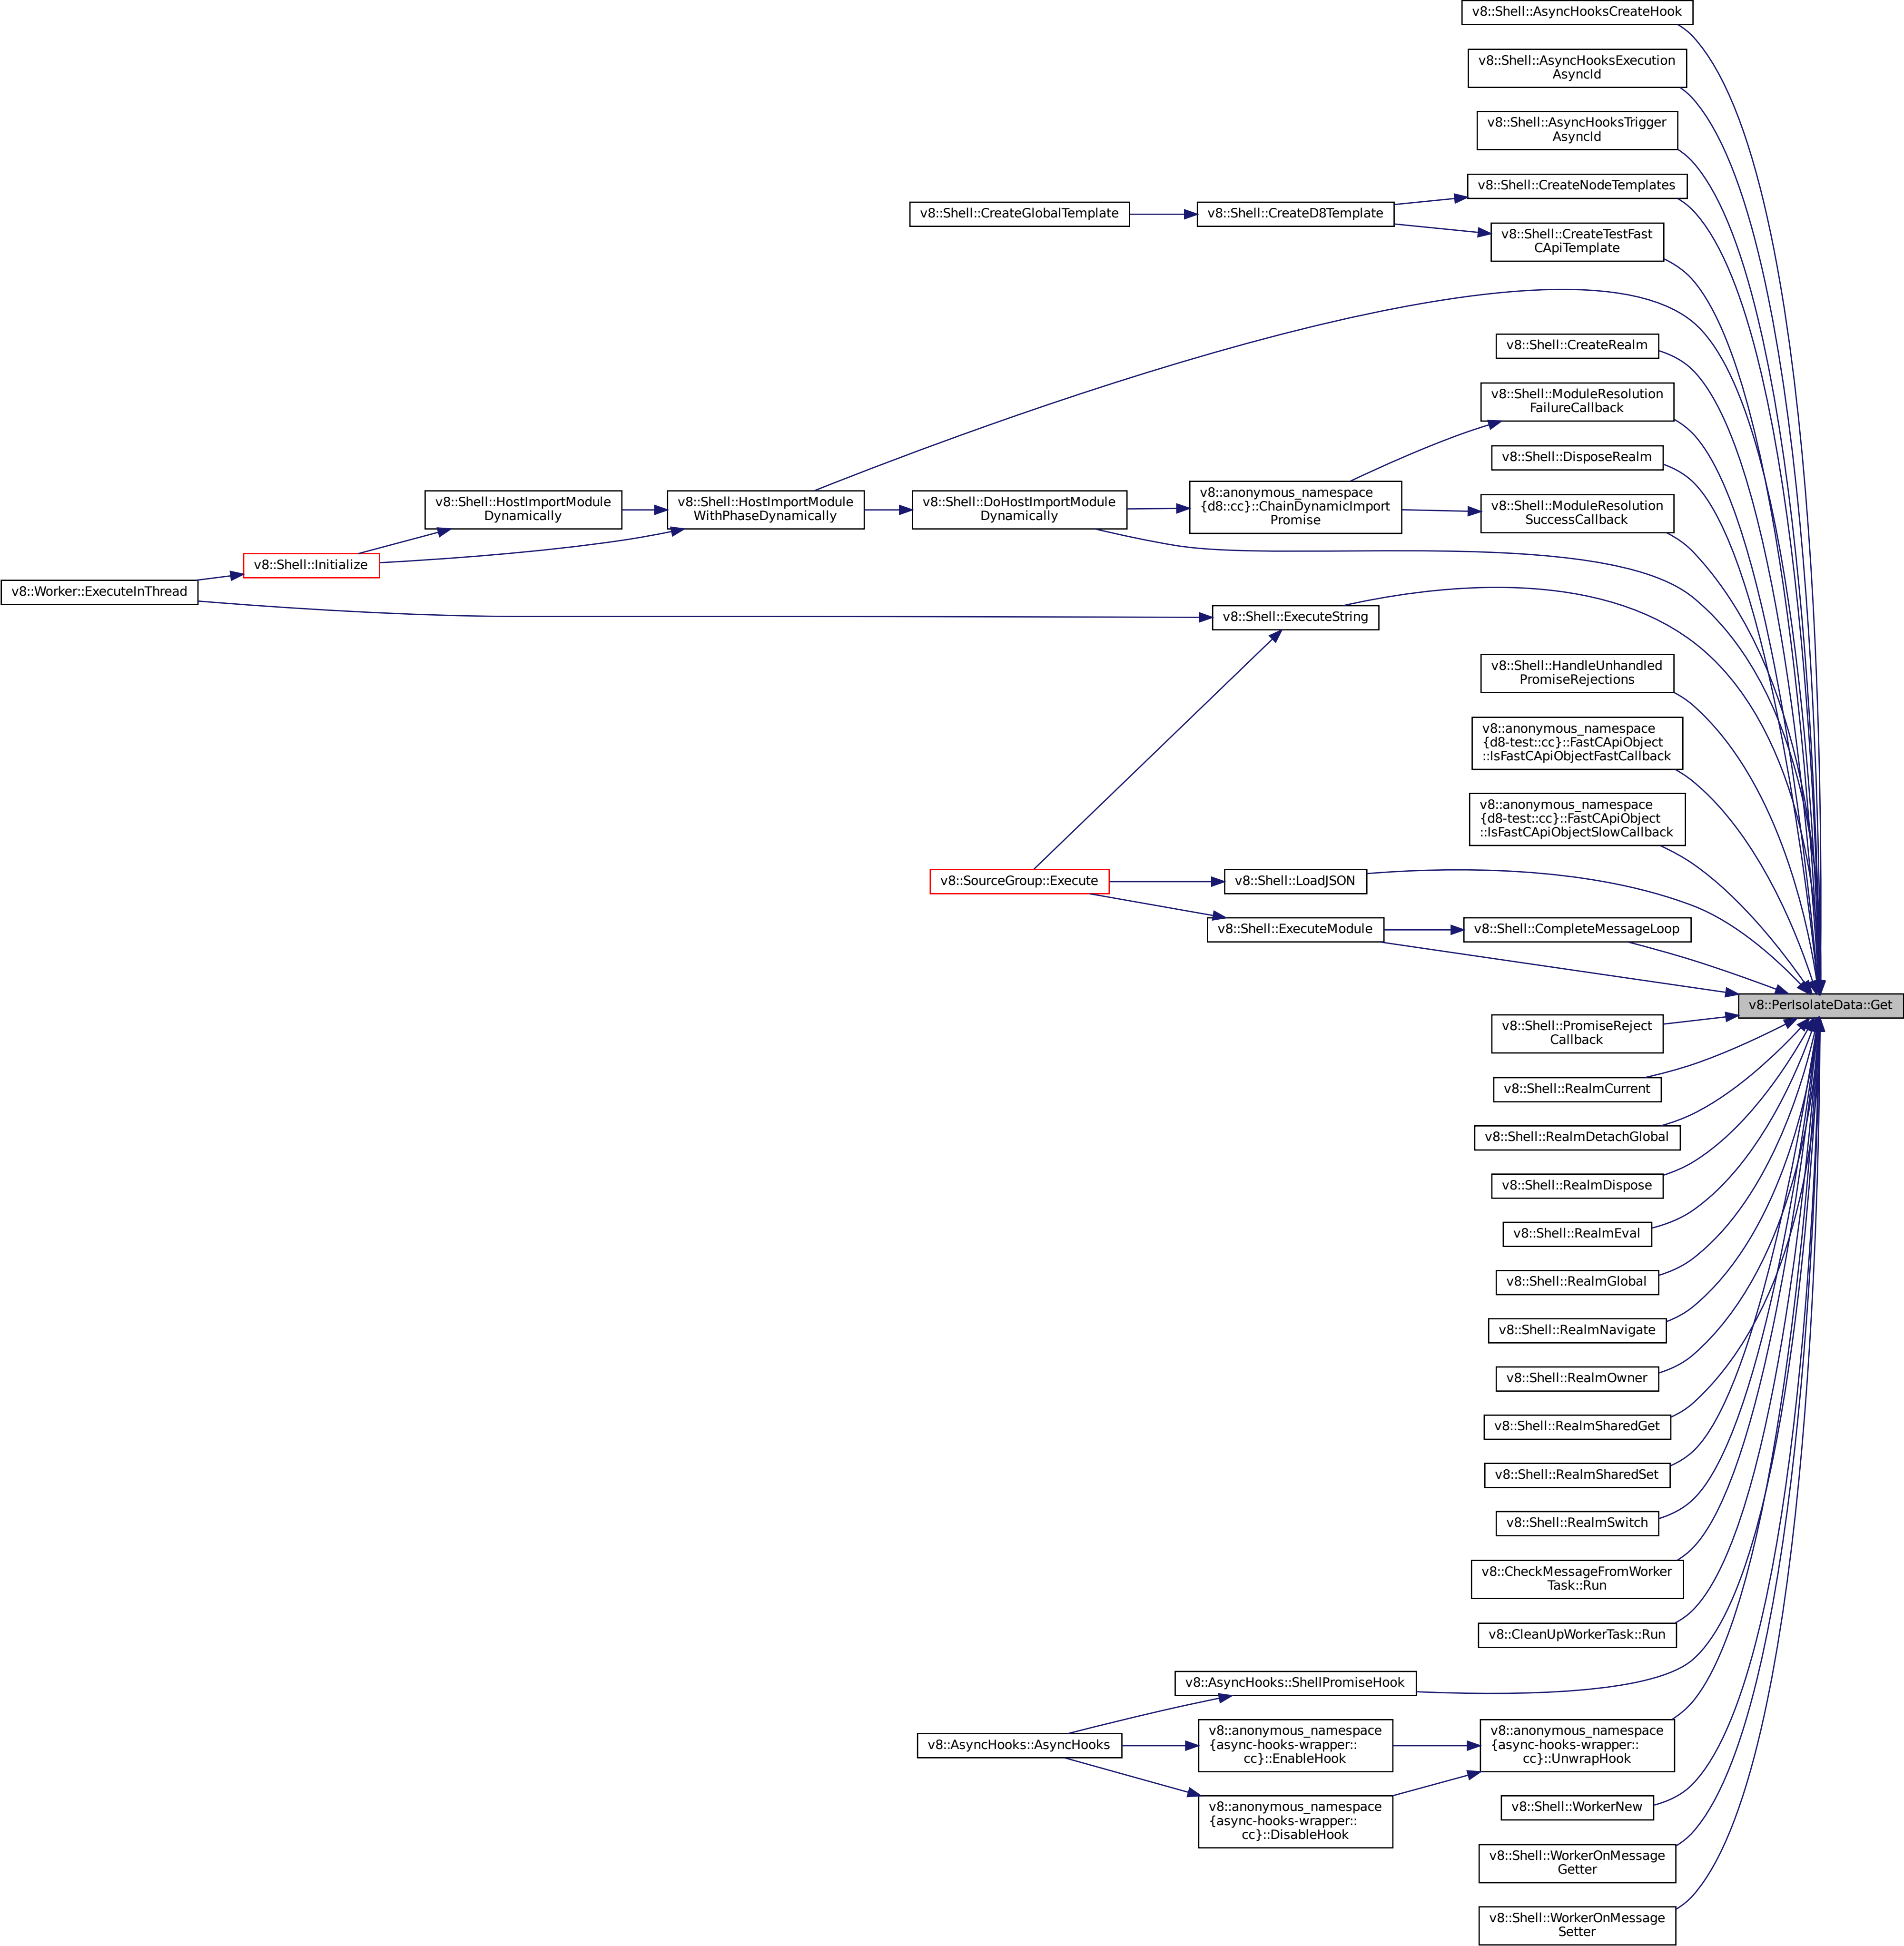 v8::Shell::AsyncHooksCreateHook
v8::Shell::AsyncHooksExecution
AsyncId
v8::Shell::AsyncHooksTrigger
AsyncId
v8::Shell::CreateNodeTemplates
v8::Shell::CreateGlobalTemplate
v8::Shell::CreateD8Template
v8::Shell::CreateTestFast
CApiTemplate
v8::Shell::CreateRealm
v8::Shell::ModuleResolution
FailureCallback
v8::Shell::DisposeRealm
v8::Shell::HostImportModule
Dynamically
v8::Shell::HostImportModule
WithPhaseDynamically
v8::Shell::DoHostImportModule
Dynamically
v8::anonymous_namespace
{d8::cc}::ChainDynamicImport
Promise
v8::Shell::ModuleResolution
SuccessCallback
v8::Shell::Initialize
v8::Worker::ExecuteInThread
v8::Shell::ExecuteString
v8::Shell::HandleUnhandled
PromiseRejections
v8::anonymous_namespace
{d8-test::cc}::FastCApiObject
::IsFastCApiObjectFastCallback
v8::anonymous_namespace
{d8-test::cc}::FastCApiObject
::IsFastCApiObjectSlowCallback
v8::SourceGroup::Execute
v8::Shell::LoadJSON
v8::Shell::ExecuteModule
v8::Shell::CompleteMessageLoop
v8::PerIsolateData::Get
v8::Shell::PromiseReject
Callback
v8::Shell::RealmCurrent
v8::Shell::RealmDetachGlobal
v8::Shell::RealmDispose
v8::Shell::RealmEval
v8::Shell::RealmGlobal
v8::Shell::RealmNavigate
v8::Shell::RealmOwner
v8::Shell::RealmSharedGet
v8::Shell::RealmSharedSet
v8::Shell::RealmSwitch
v8::CheckMessageFromWorker
Task::Run
v8::CleanUpWorkerTask::Run
v8::AsyncHooks::ShellPromiseHook
v8::AsyncHooks::AsyncHooks
v8::anonymous_namespace
{async-hooks-wrapper::
cc}::EnableHook
v8::anonymous_namespace
{async-hooks-wrapper::
cc}::UnwrapHook
v8::anonymous_namespace
{async-hooks-wrapper::
cc}::DisableHook
v8::Shell::WorkerNew
v8::Shell::WorkerOnMessage
Getter
v8::Shell::WorkerOnMessage
Setter